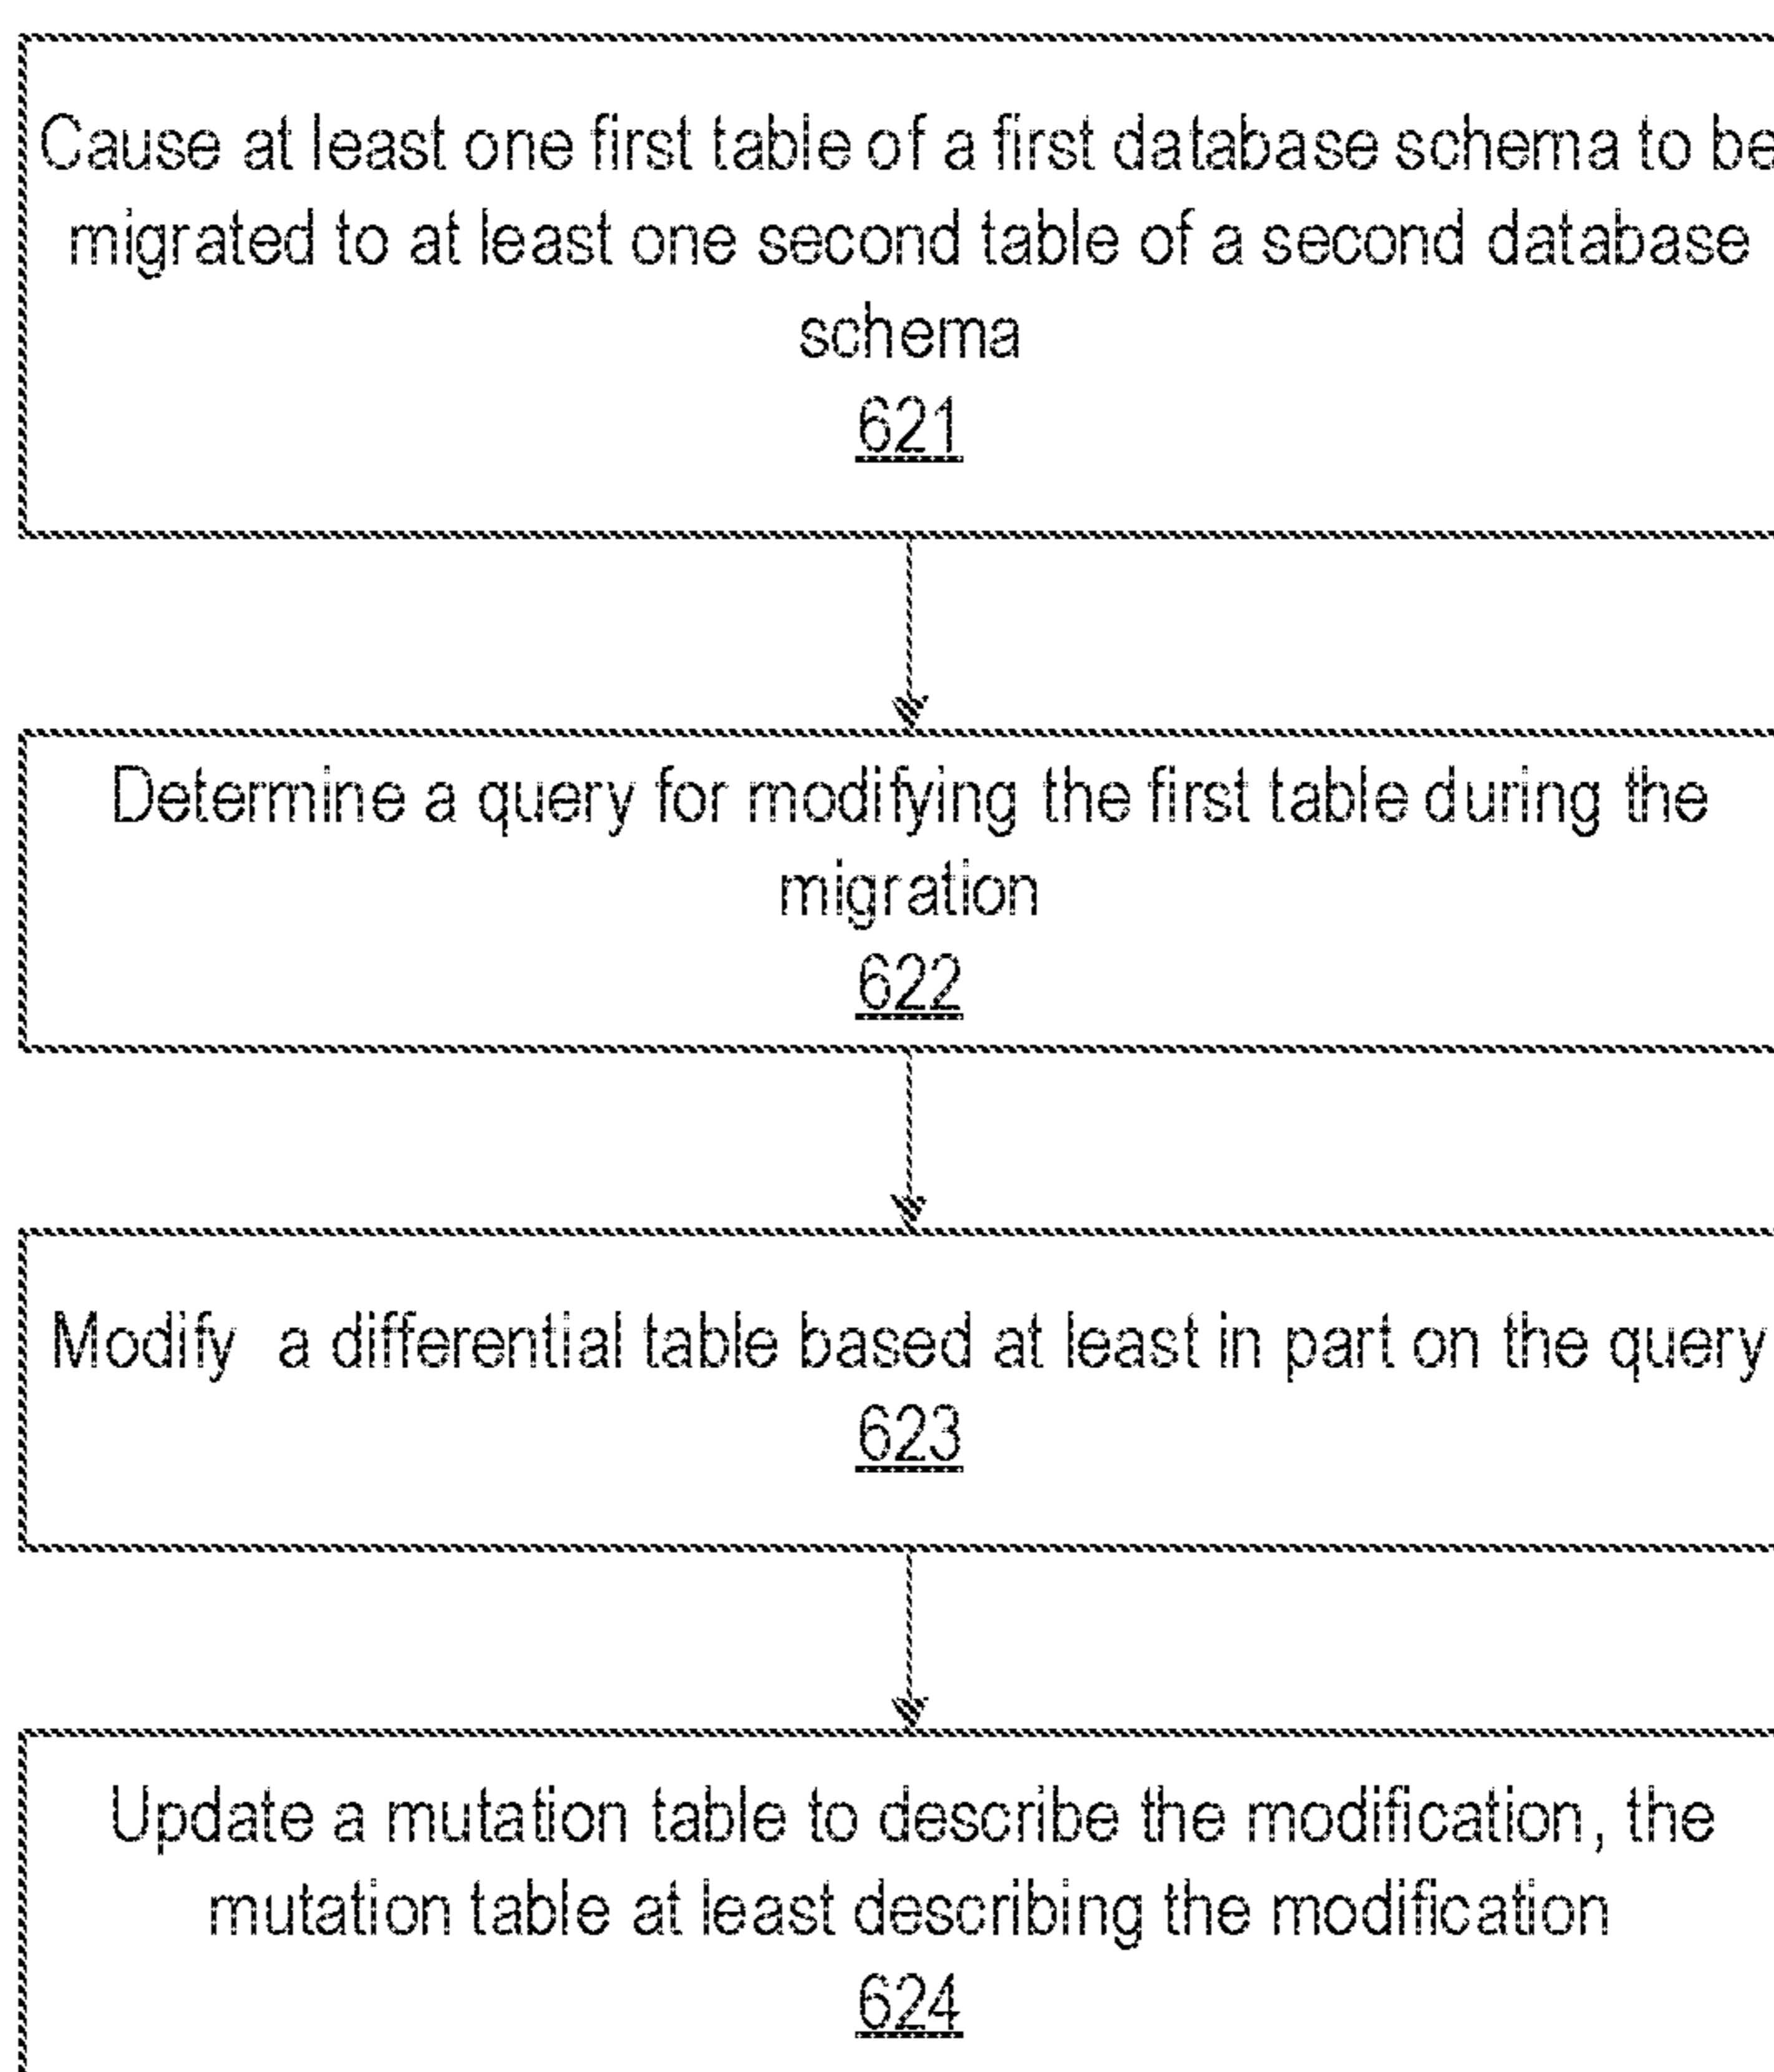 Cause at least one first table of a first database schema to be
migrated to at least one second table of a second database
schema
621
Determine a query for modifying the first table during the
migration
622
Modify a differential table based at least in part on the query
623
Update a mutation table to describe the modification, the
mutation table at least describing the modification
624